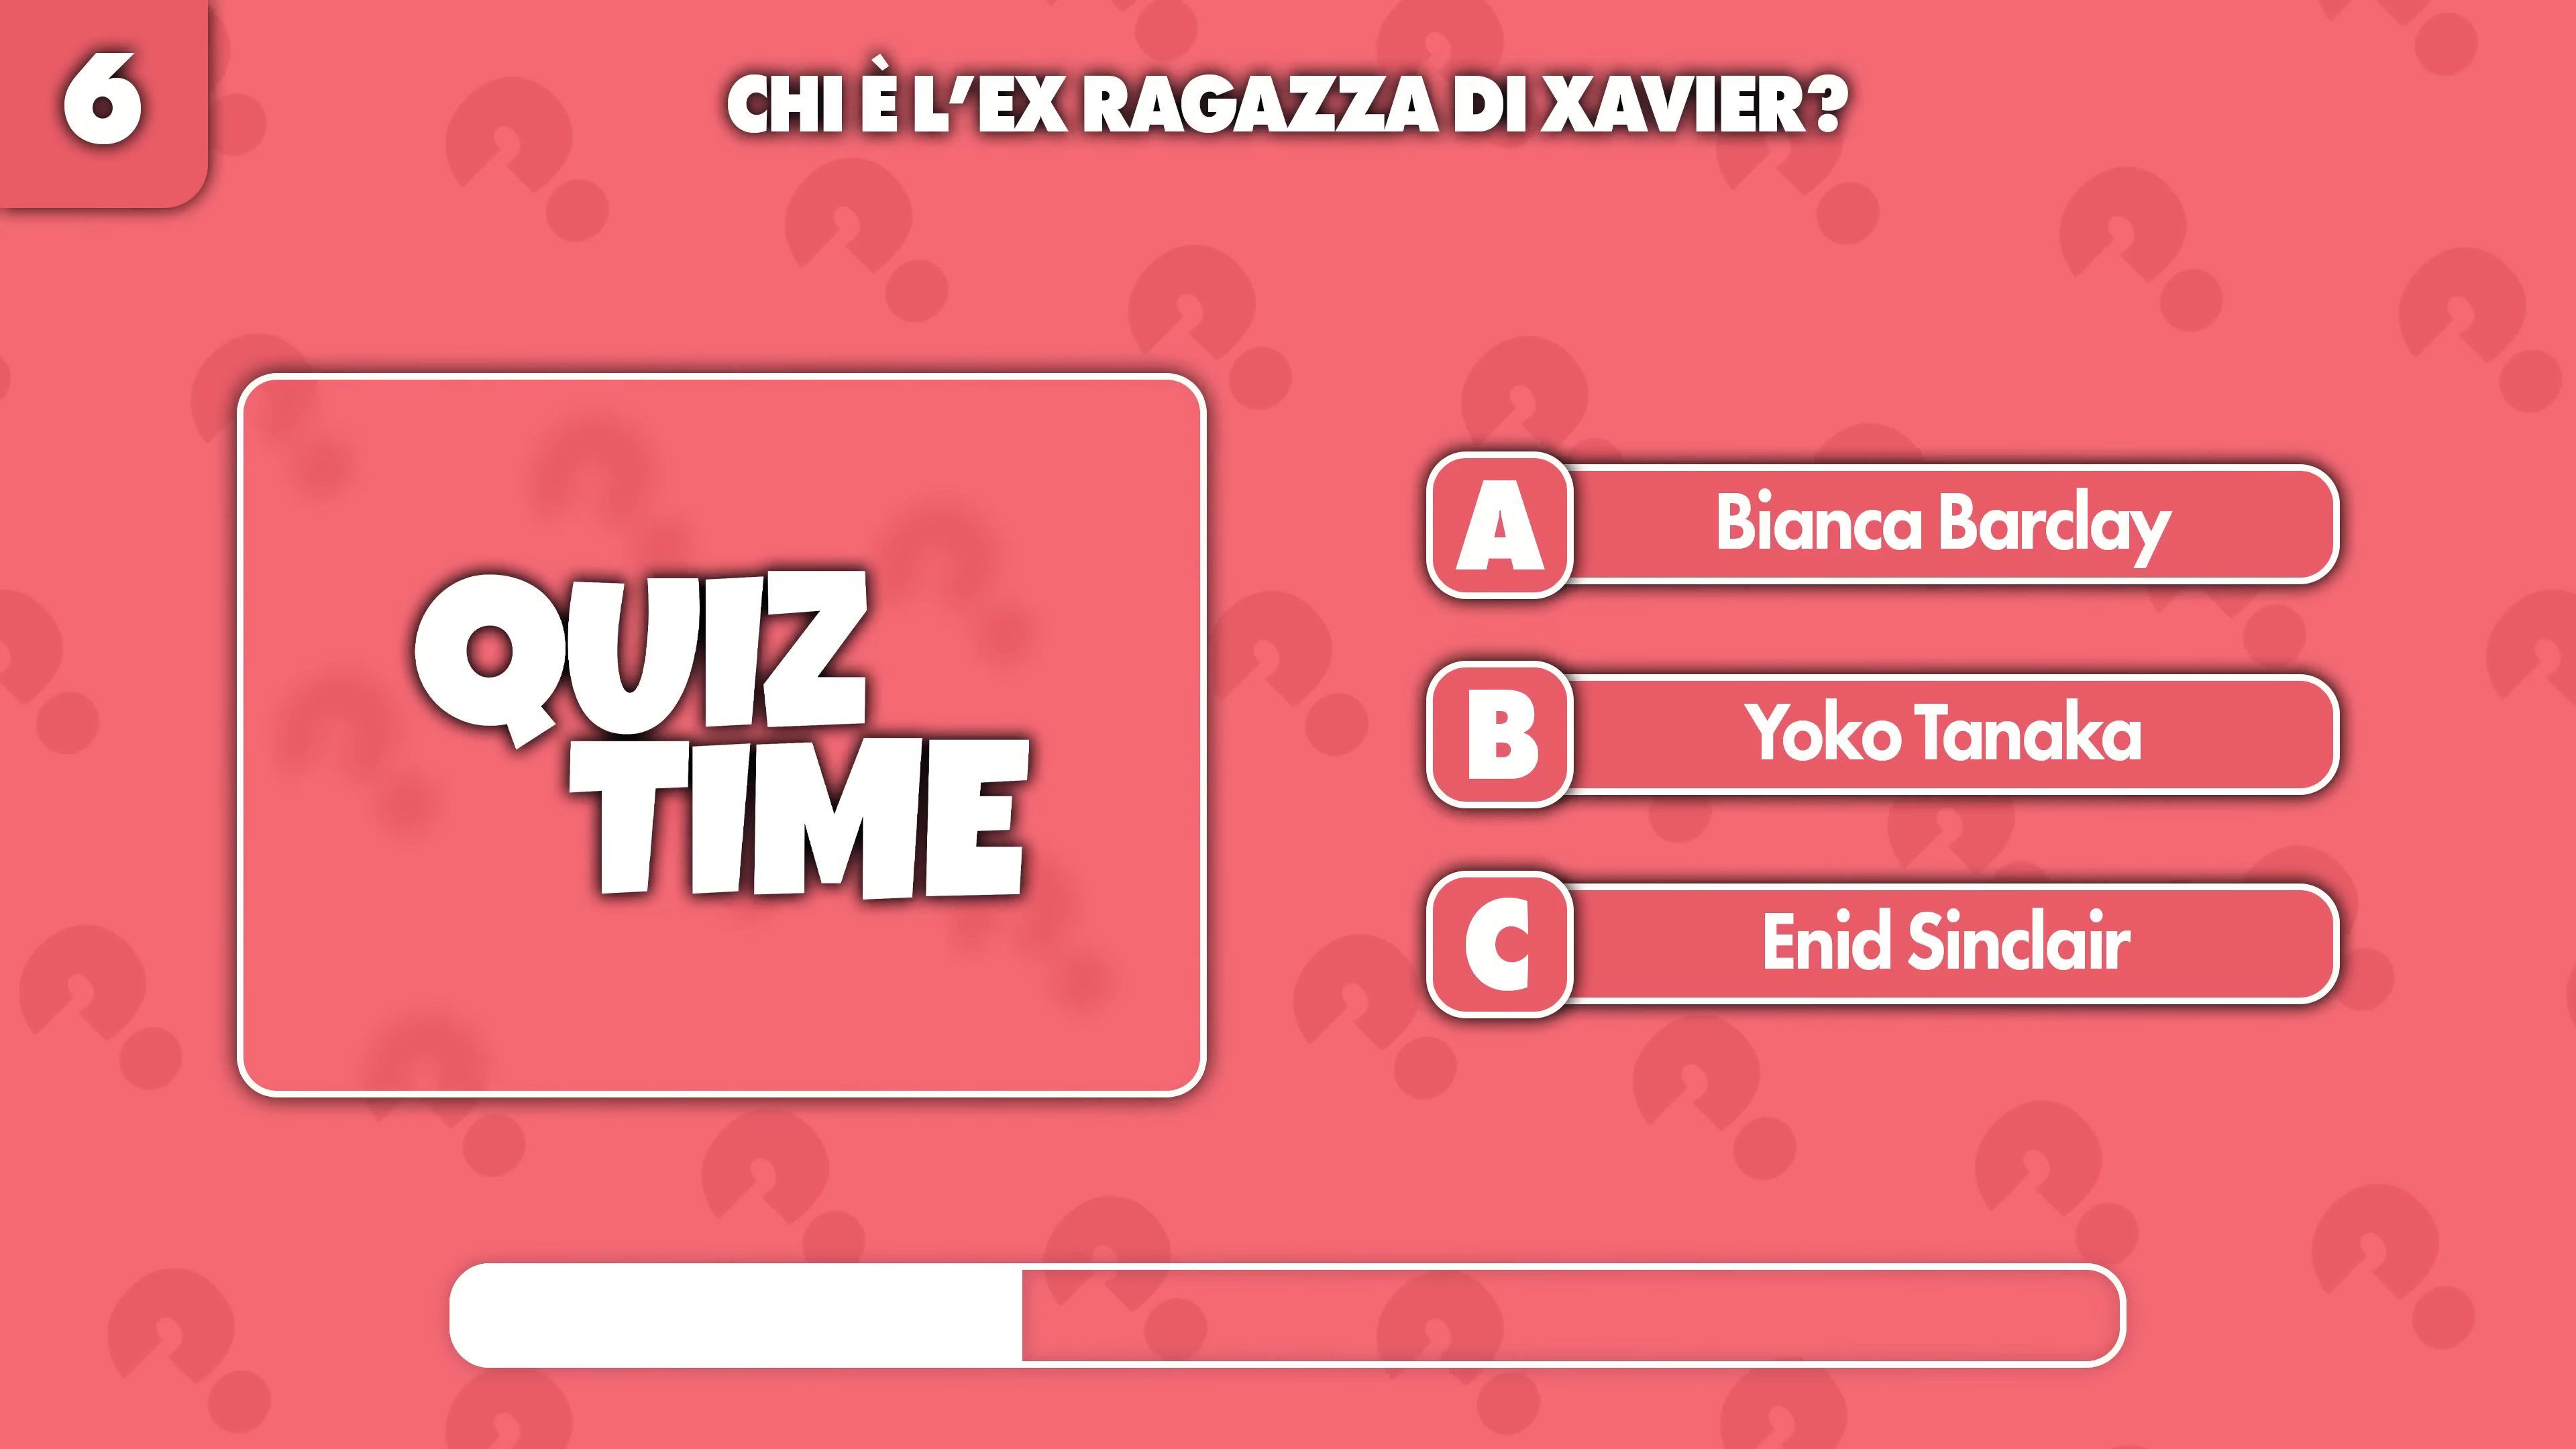 6
CHI È L’EX RAGAZZA DI XAVIER?
QUIZ
TIME
A
Bianca Barclay
B
Yoko Tanaka
C
Enid Sinclair